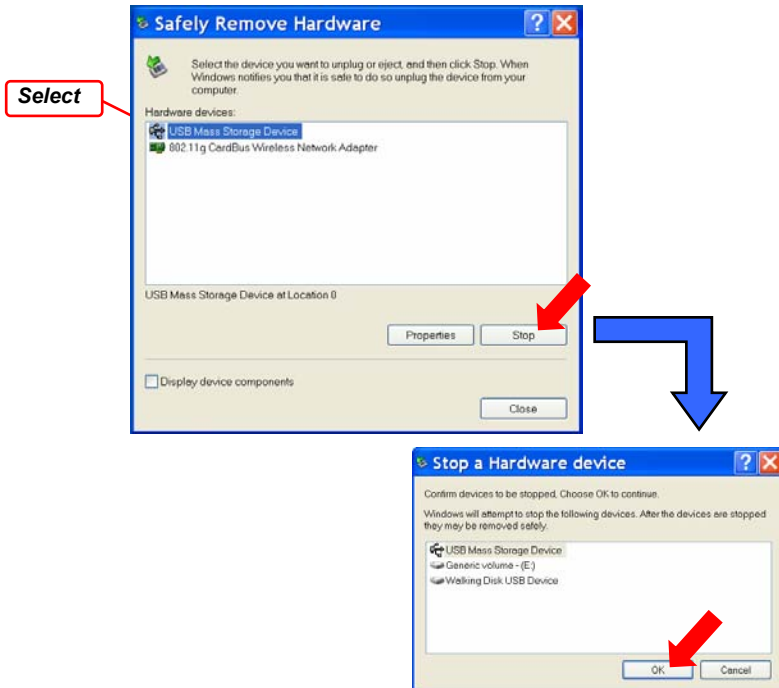 Safely Remove Hardware
Select the device you want to unplug or eject, and then click Stop. When
Windows notifies you that it is safe to do so unplug the device from your
computer.
Select
Hardware devices:
USB Mass Storage Device
802.11g CardBus Wireless Network Adapter
USB Mass Storage Device at Location 0
Properties
Stop
Display device components
Close
Stop a Hardware device
Confirm devices to be stopped, Choose OK to continue.
Windows will attempt to stop the following devices. After the devices are stopped
they may be removed safely.
USB Mass Storage Device
Generic volume - (E:)
Walking Disk USB Device
OK
Cancel